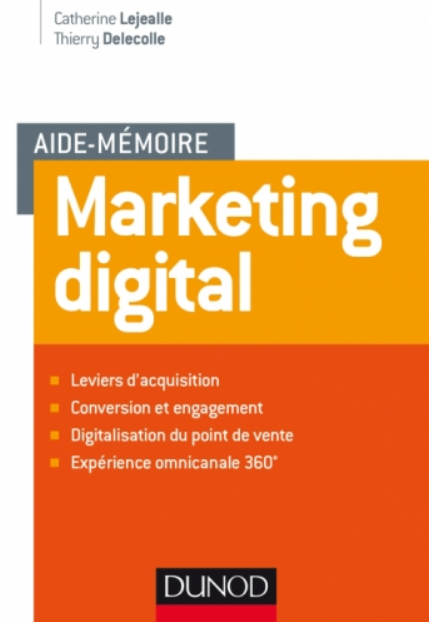 Catherine Lejealle
Thierry Delecolle
AIDE-MÉMOIRE
Marketing
digital
Leviers d'acquisition
Conversion et engagement
Digitalisation du point de vente
Expérience omnicanale 360°
DUNOD